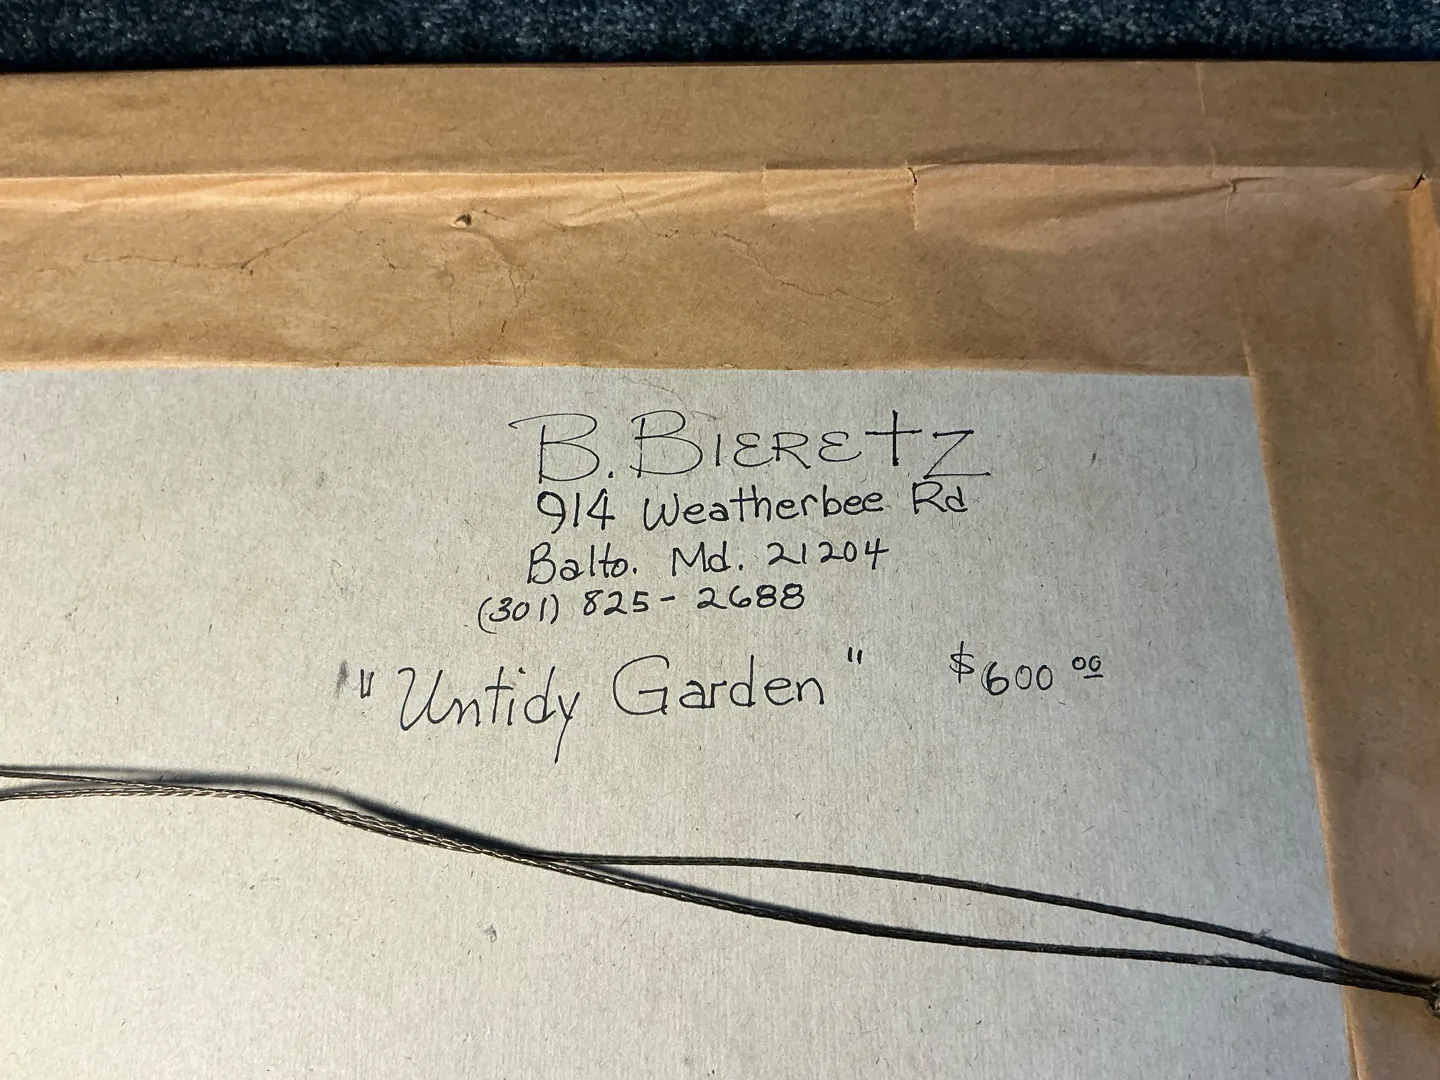 B. BIERETZ
914 Weatherbee Rd
Balto. Md. 21204
(301) 825-2688
"Untidy Garden" $600 00